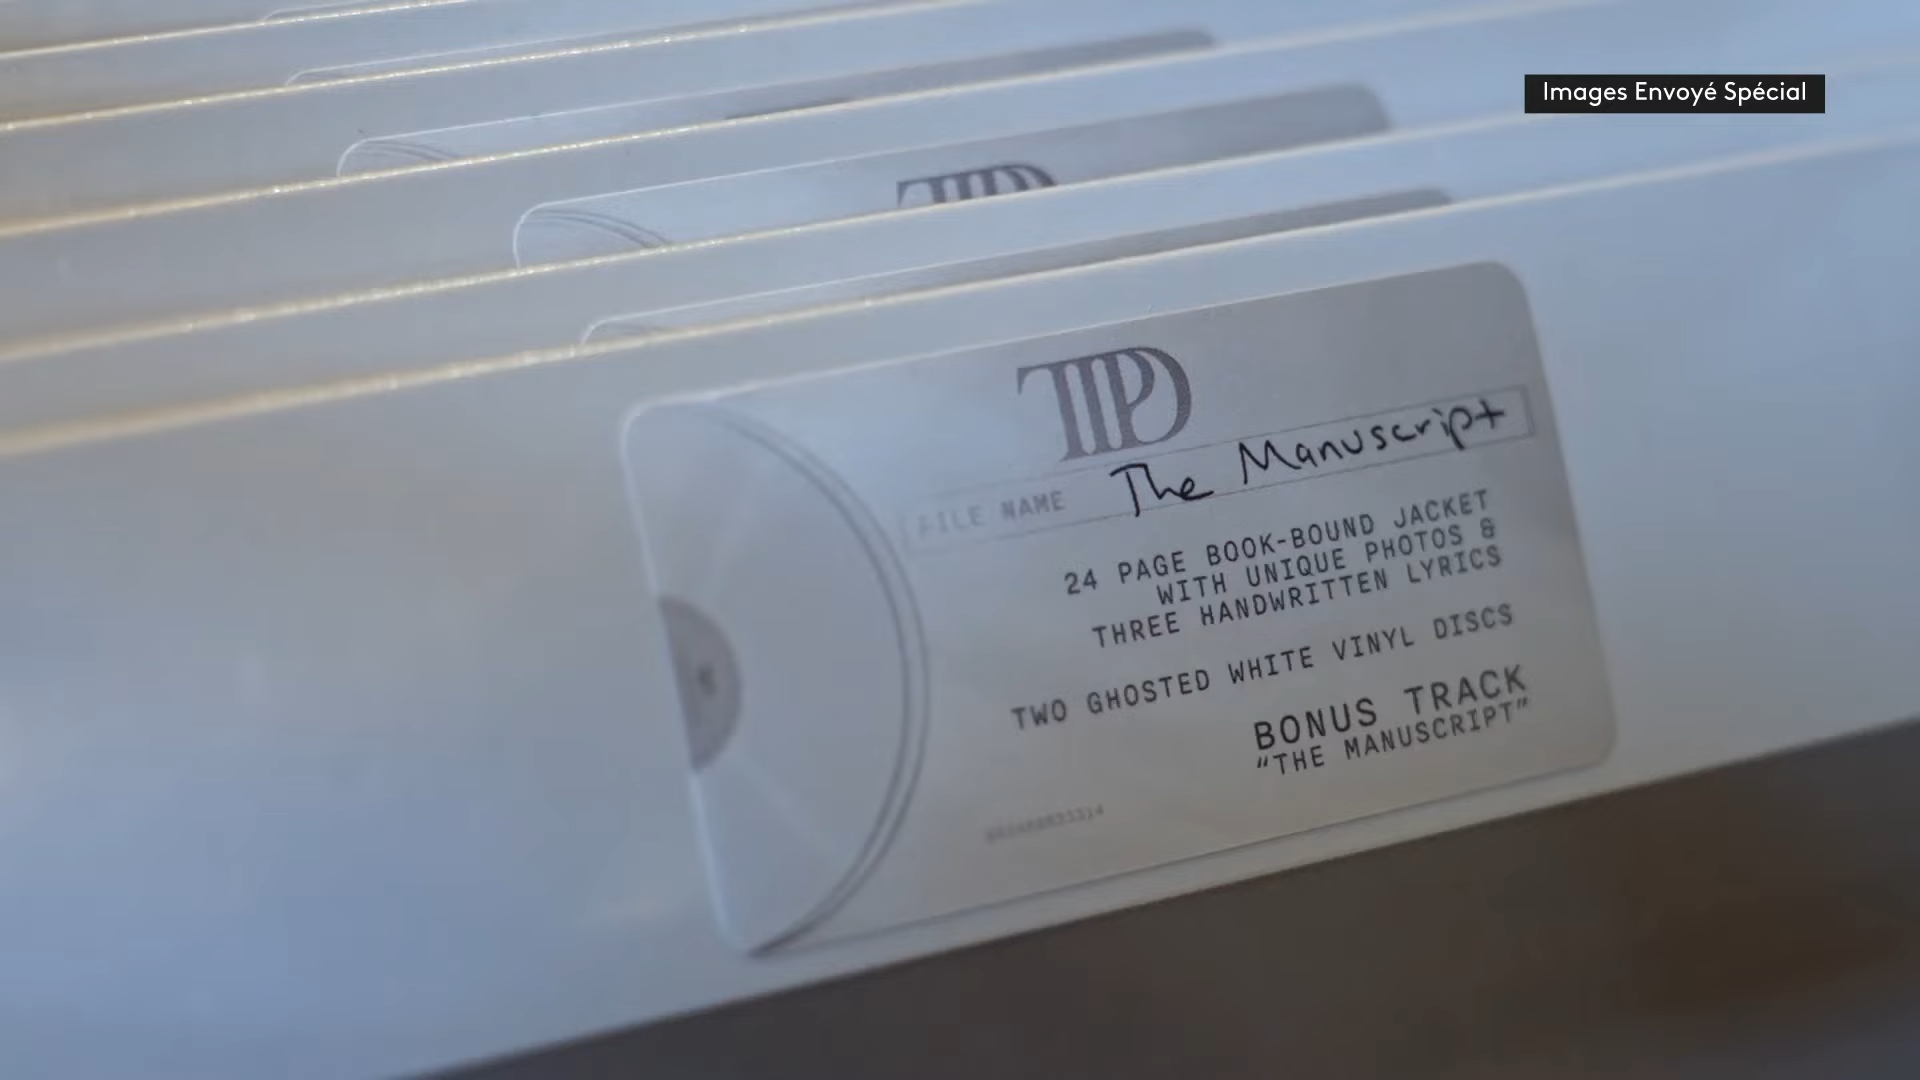 Images Envoyé Spécial
TTPD
FILE NAME The Manuscript
24 PAGE BOOK-BOUND JACKET
WITH UNIQUE PHOTOS &
THREE HANDWRITTEN LYRICS
TWO GHOSTED WHITE VINYL DISCS
BONUS TRACK
"THE MANUSCRIPT"